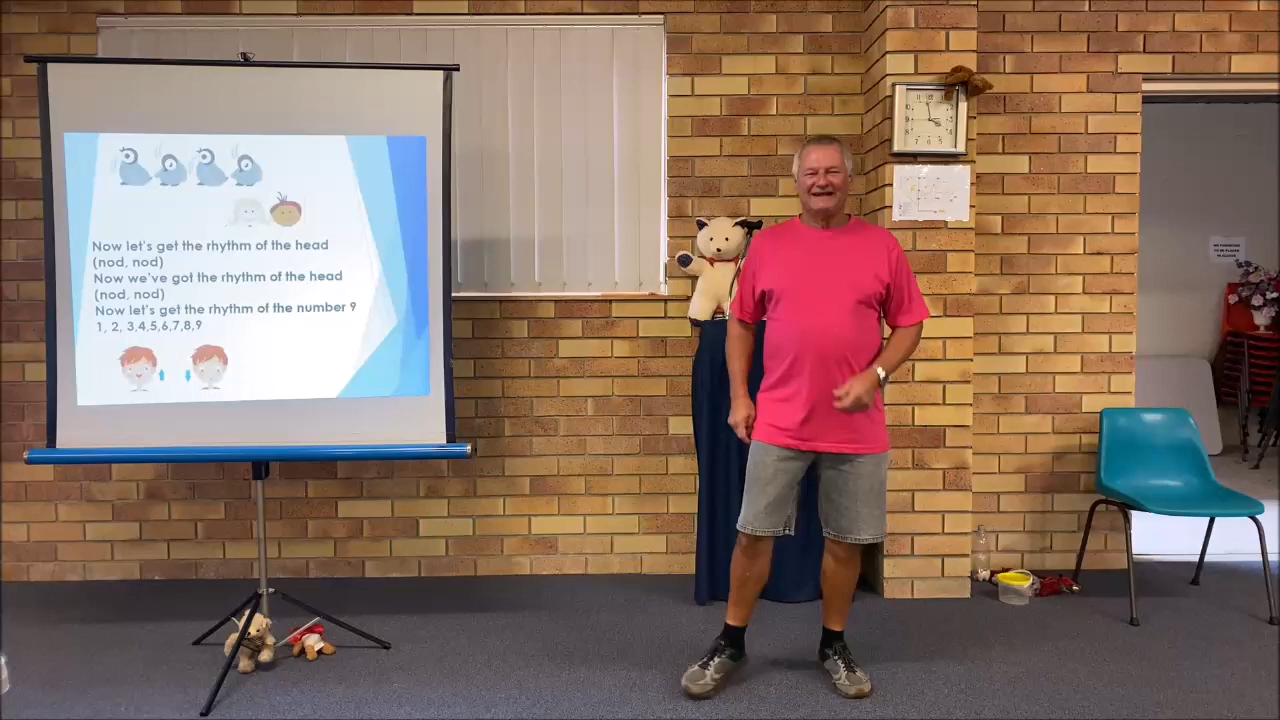 Now let's get the rhythm of the head
(nod, nod)
Now we've got the rhythm of the head
(nod, nod)
Now let's get the rhythm of the number 9
1, 2, 3,4,5,6,7,8,9